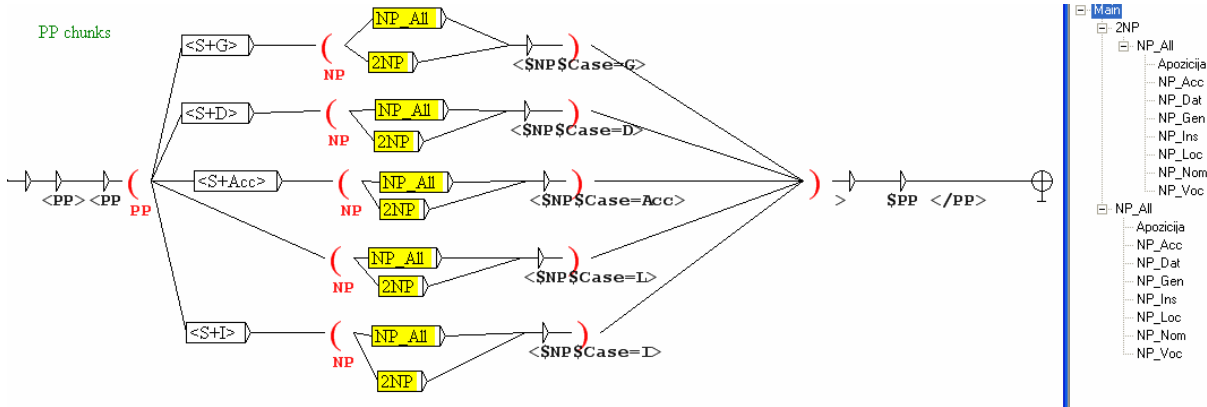 PP chunks
<S+G>
(
NP
NP_All
2NP
<$NP$Case=G>
)
<S+D>
(
NP
NP_All
2NP
<$NP$Case=D>
)
<PP> <PP
(
PP
<S+Acc>
(
NP
NP_All
2NP
<$NP$Case=Acc>
)
)
>
$PP </PP>
(
NP
NP_All
2NP
<$NP$Case=L>
)
<S+I>
(
NP
NP_All
2NP
<$NP$Case=I>
)
Main
2NP
NP_All
Apozicija
NP_Acc
NP_Dat
NP_Gen
NP_Ins
NP_Loc
NP_Nom
NP_Voc
NP_All
Apozicija
NP_Acc
NP_Dat
NP_Gen
NP_Ins
NP_Loc
NP_Nom
NP_Voc